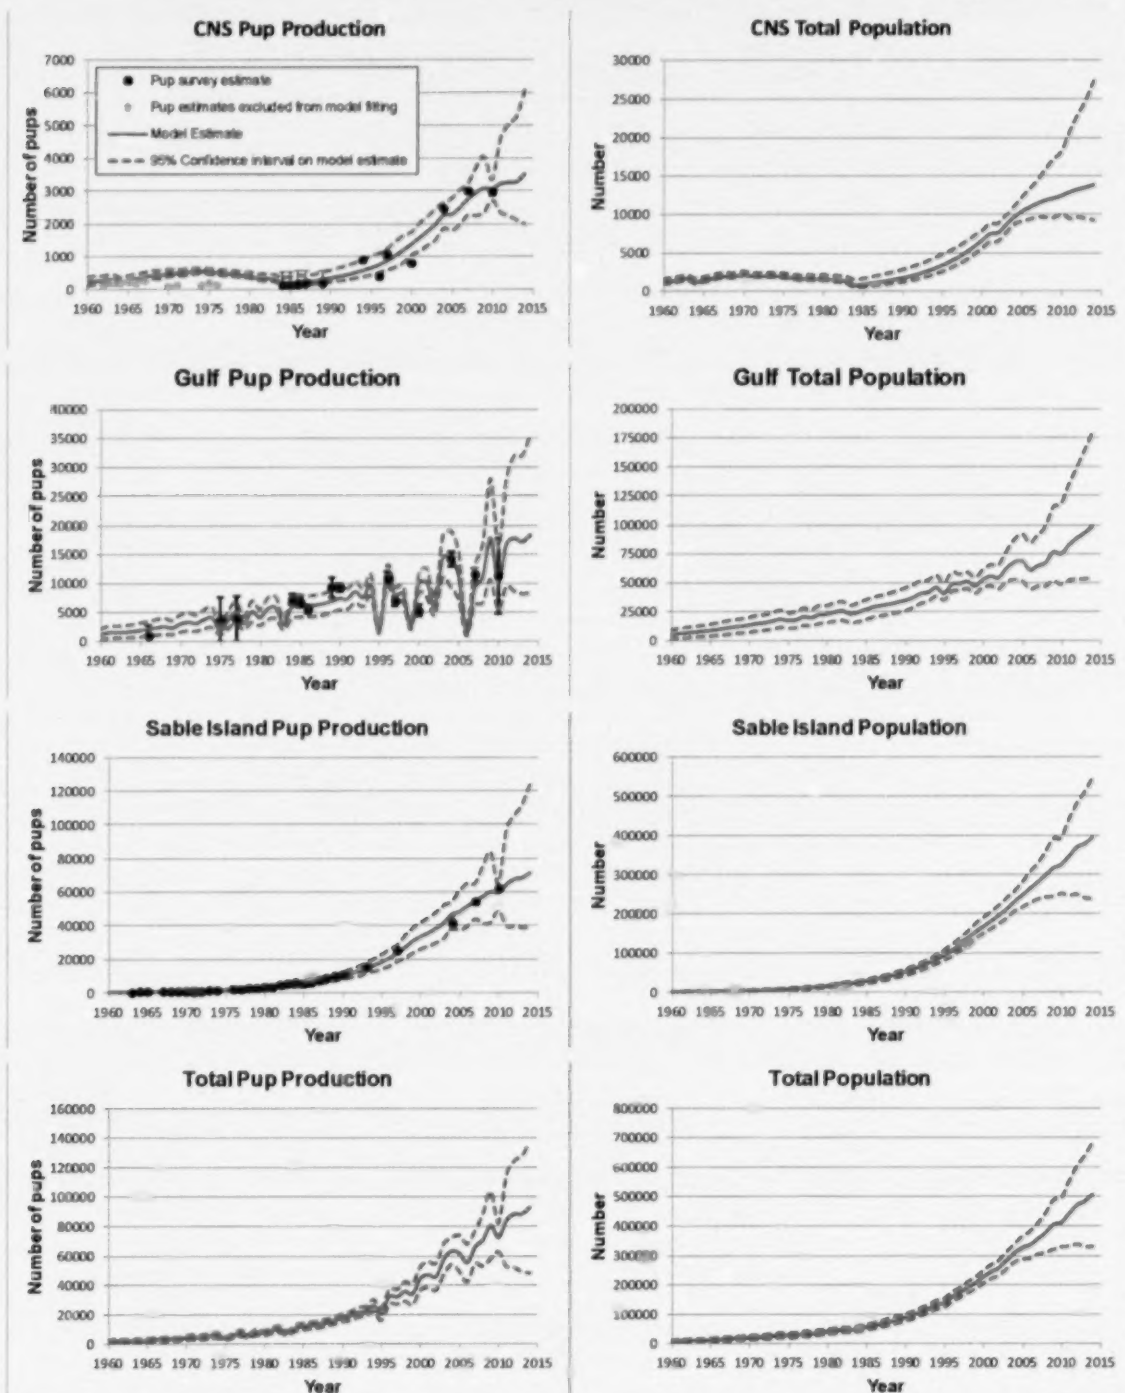 CNS Pup Production
7000
6000
5000
4000
3000
2000
1000
0
Number of pups
Pup survey estimate
Pup estimates excluded from model fitting
Model Estimate
95% Confidence interval on model estimate
1960 1965 1970 1975 1980 1985 1990 1995 2000 2005 2010 2015
Year
CNS Total Population
30000
25000
20000
15000
10000
5000
0
Number
1960 1965 1970 1975 1980 1985 1990 1995 2000 2005 2010 2015
Year
Gulf Pup Production
40000
35000
30000
25000
20000
15000
10000
5000
0
Number of pups
1960 1965 1970 1975 1980 1985 1990 1995 2000 2005 2010 2015
Year
Gulf Total Population
200000
175000
150000
125000
100000
75000
50000
25000
0
Number
1960 1965 1970 1975 1980 1985 1990 1995 2000 2005 2010 2015
Year
Sable Island Pup Production
140000
120000
100000
80000
60000
40000
20000
0
Number of pups
1960 1965 1970 1975 1980 1985 1990 1995 2000 2005 2010 2015
Year
Sable Island Population
600000
500000
400000
300000
200000
100000
0
Number
1960 1965 1970 1975 1980 1985 1990 1995 2000 2005 2010 2015
Year
Total Pup Production
160000
140000
120000
100000
80000
60000
40000
20000
0
Number of pups
1960 1965 1970 1975 1980 1985 1990 1995 2000 2005 2010 2015
Year
Total Population
800000
700000
600000
500000
400000
300000
200000
100000
0
Number
1960 1965 1970 1975 1980 1985 1990 1995 2000 2005 2010 2015
Year